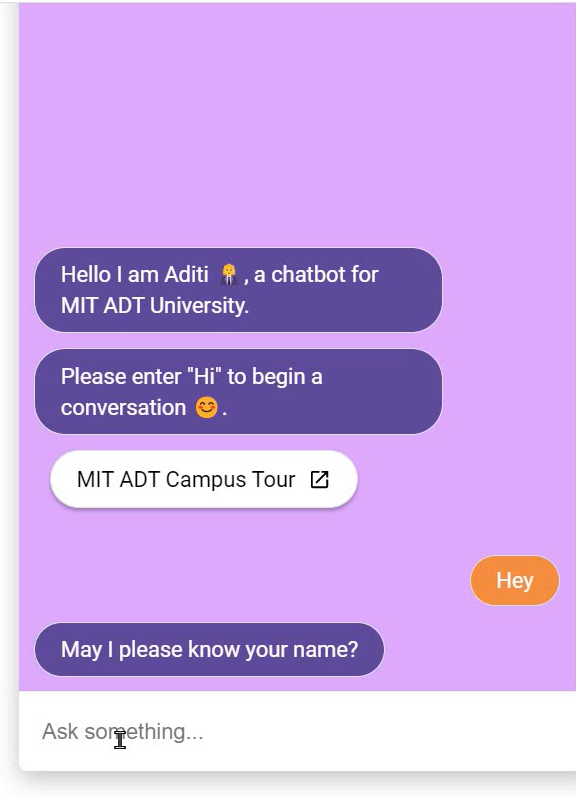 Hello I am Aditi 👩‍💼, a chatbot for
MIT ADT University.
Please enter "Hi" to begin a
conversation 😊.
MIT ADT Campus Tour
Hey
May I please know your name?
Ask something...